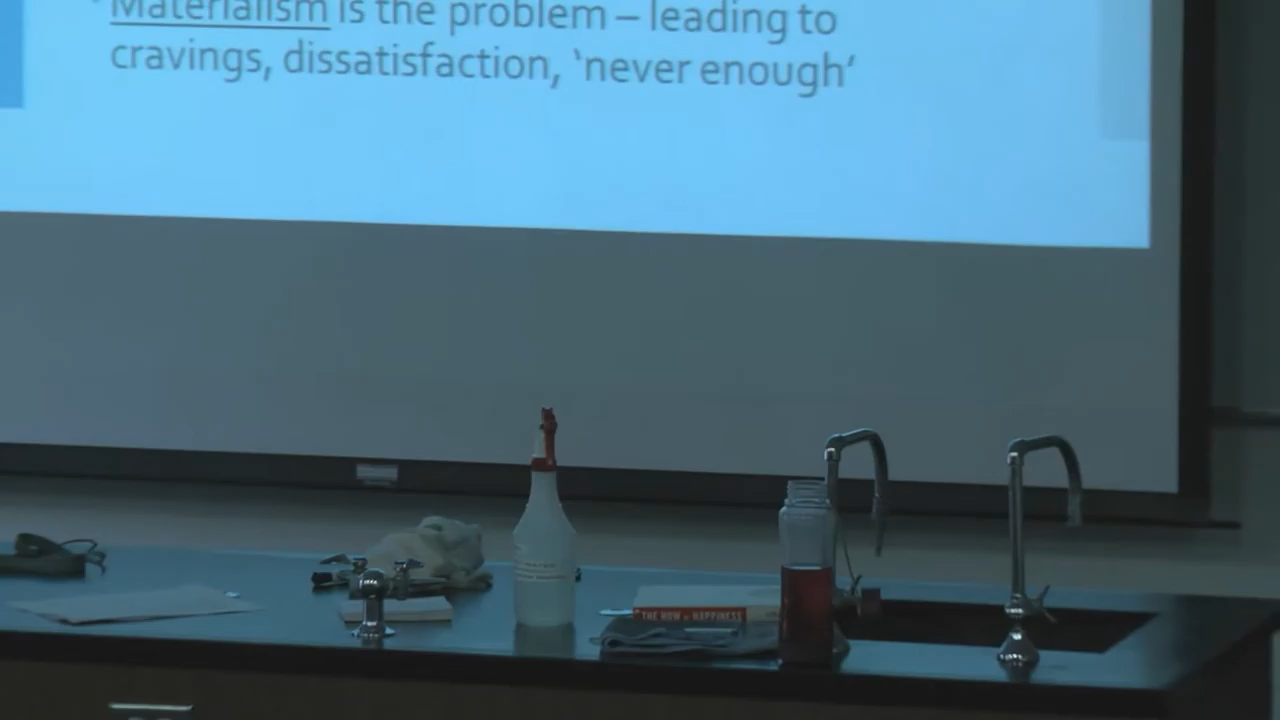 Materialism is the problem – leading to
cravings, dissatisfaction, ‘never enough’
THE HOW of HAPPINESS